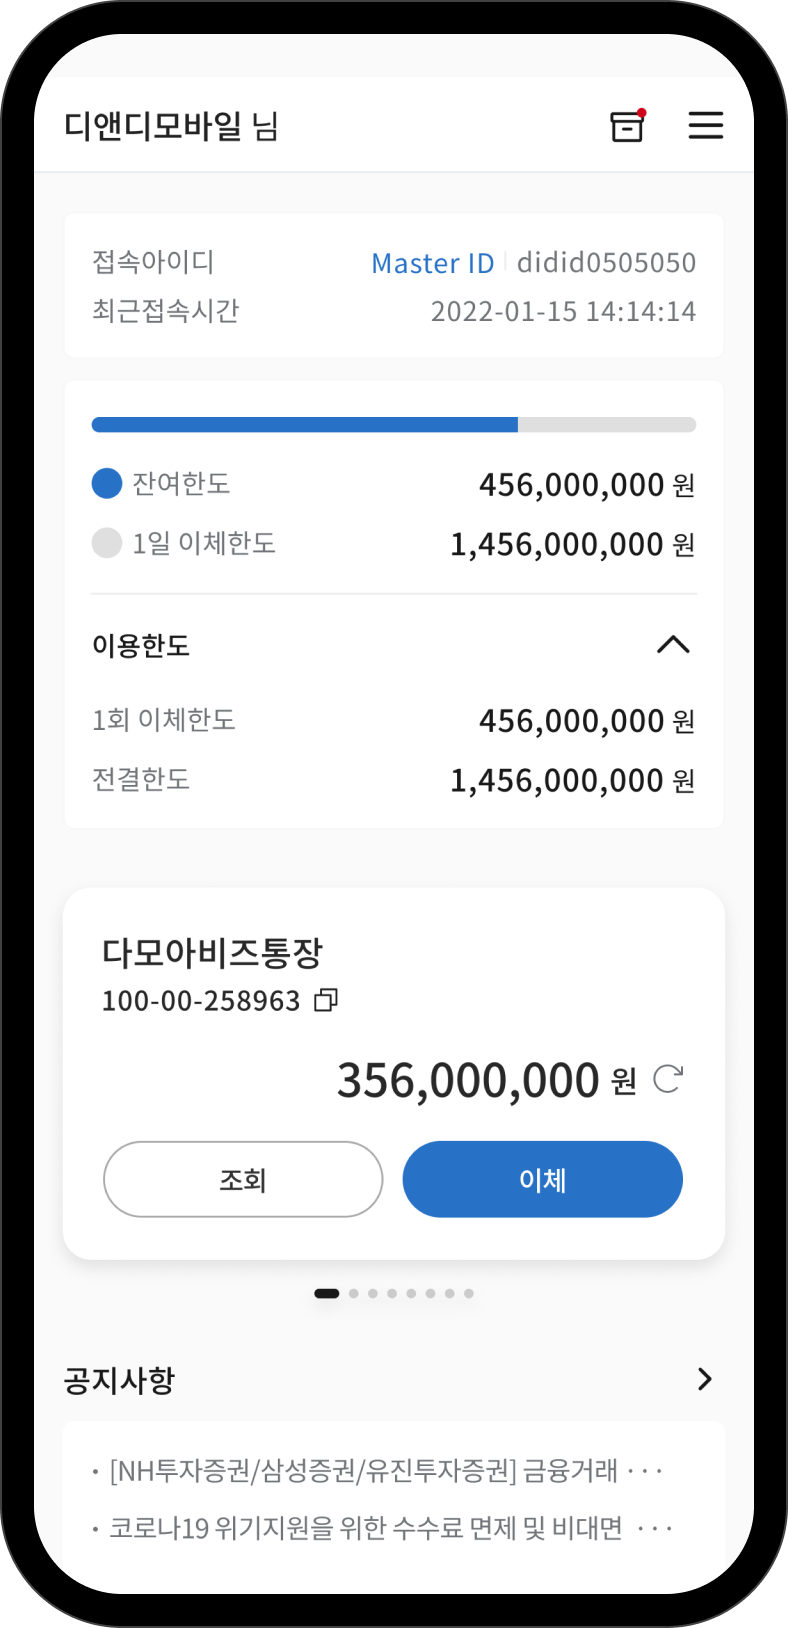 디앤디모바일 님
접속아이디 Master ID didid0505050
최근접속시간 2022-01-15 14:14:14
잔여한도 456,000,000 원
1일 이체한도 1,456,000,000 원
이용한도
1회 이체한도 456,000,000 원
전결한도 1,456,000,000 원
다모아비즈통장
100-00-258963
356,000,000 원
조회 이체
공지사항
· [NH투자증권/삼성증권/유진투자증권] 금융거래 ···
· 코로나19 위기지원을 위한 수수료 면제 및 비대면 ···